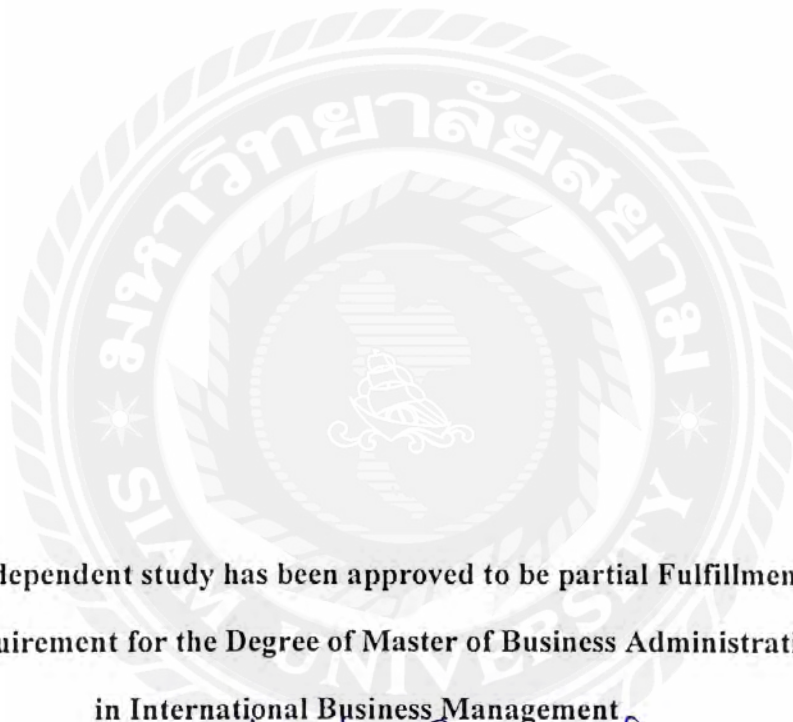 มหาวิทยาลัยสยาม
SIAM UNIVERSITY
dependent study has been approved to be partial Fulfillmen
uirement for the Degree of Master of Business Administrati
in International Business Management